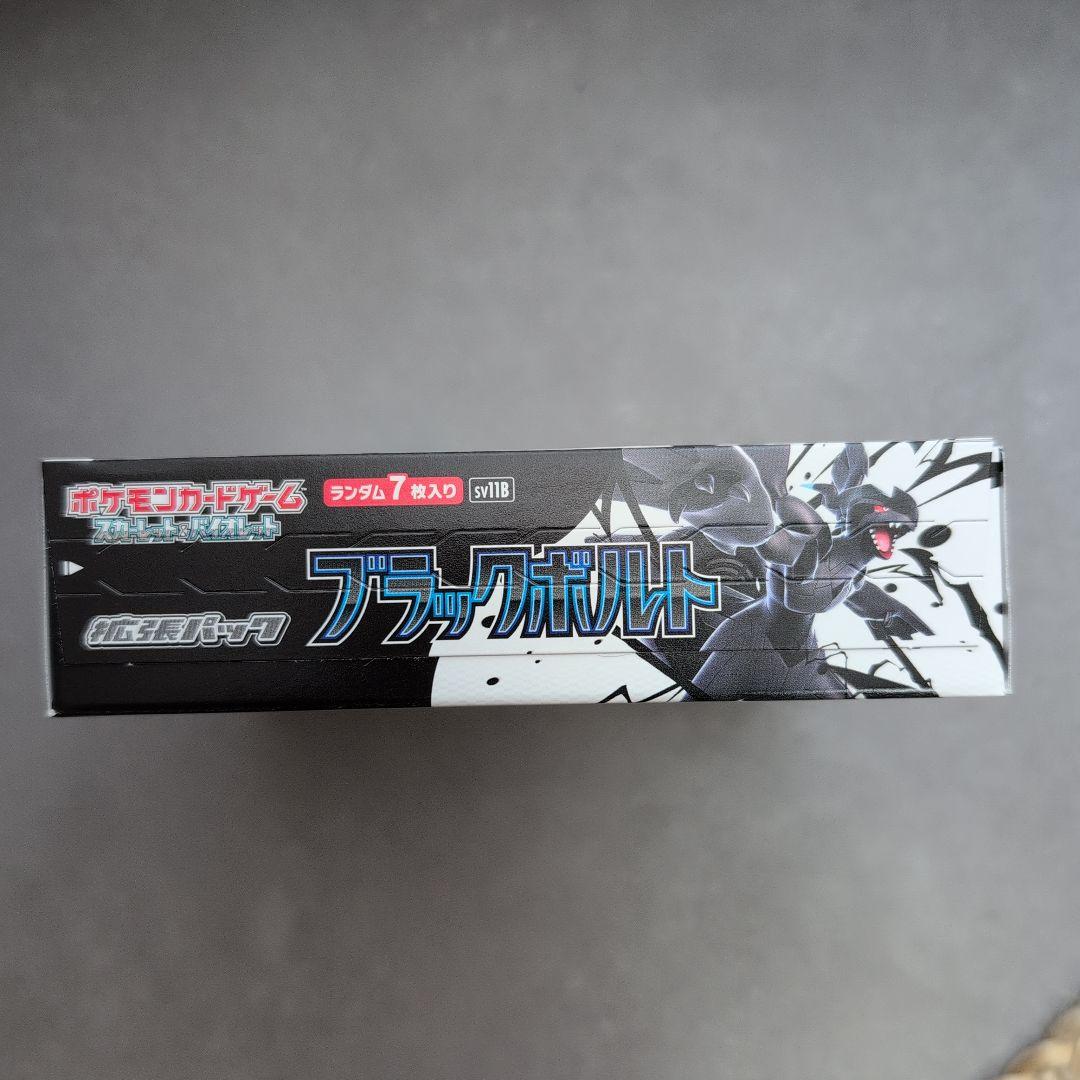 ポケモンカードゲーム
スカーレット&バイオレット
ランダム7枚入り sv11B
拡張パック
ブラックボルト